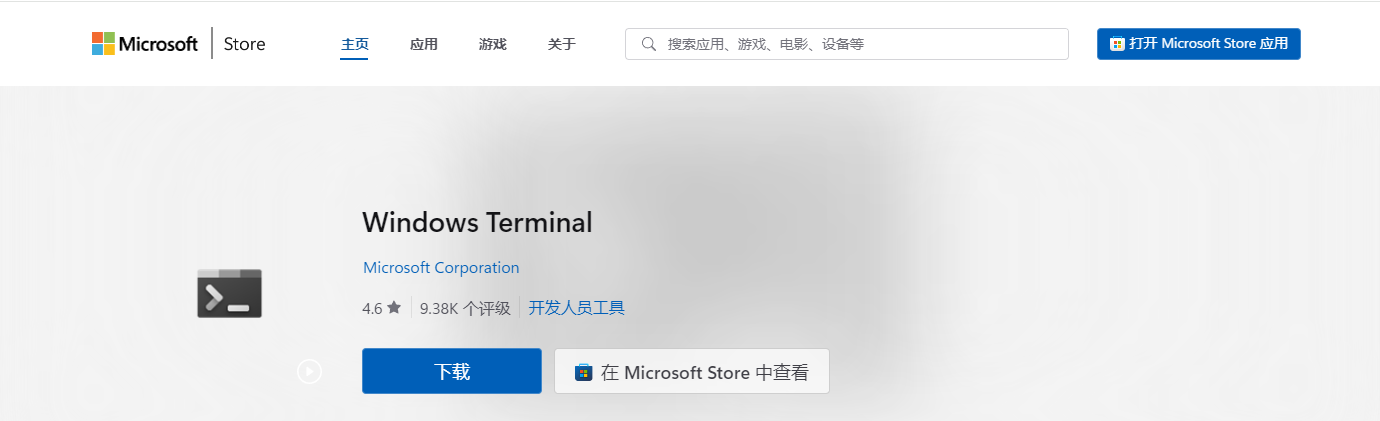 Microsoft Store 主页 应用 游戏 关于 搜索应用、游戏、电影、设备等 打开 Microsoft Store 应用
Windows Terminal
Microsoft Corporation
4.6 ★ 9.38K 个评级 开发人员工具
下载 在 Microsoft Store 中查看